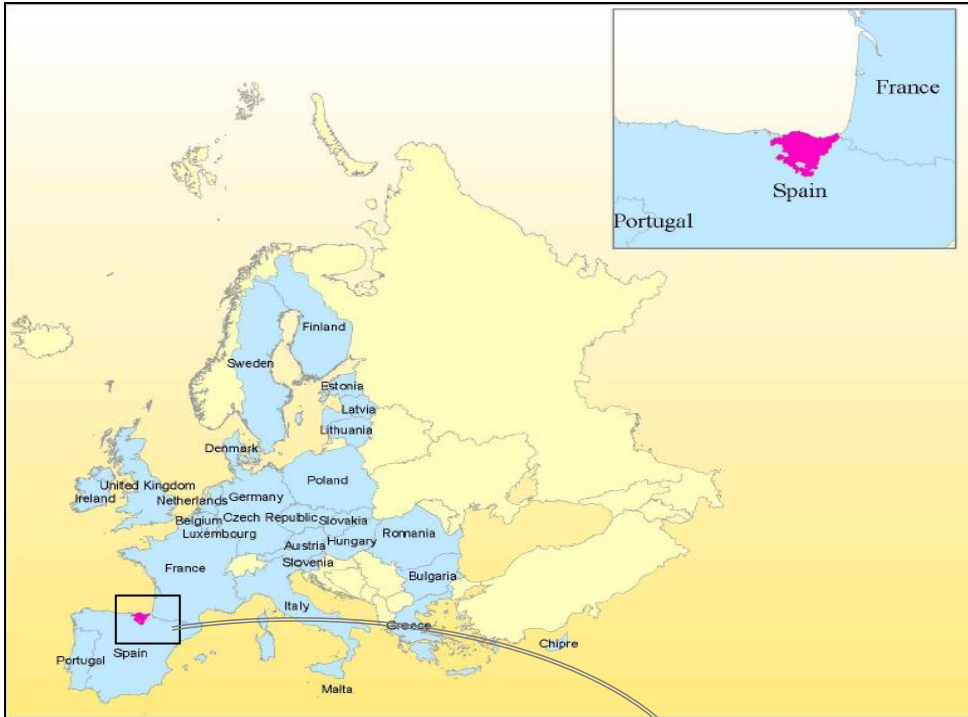 France
Spain
Portugal
Finland
Sweden
Estonia
Latvia
Lithuania
Denmark
United Kingdom
Ireland
Netherlands
Germany
Poland
Belgium
Czech Republic
Slovakia
Luxembourg
Romania
Austria
Hungary
Slovenia
France
Bulgaria
Italy
Greece
Chipre
Portugal
Spain
Malta